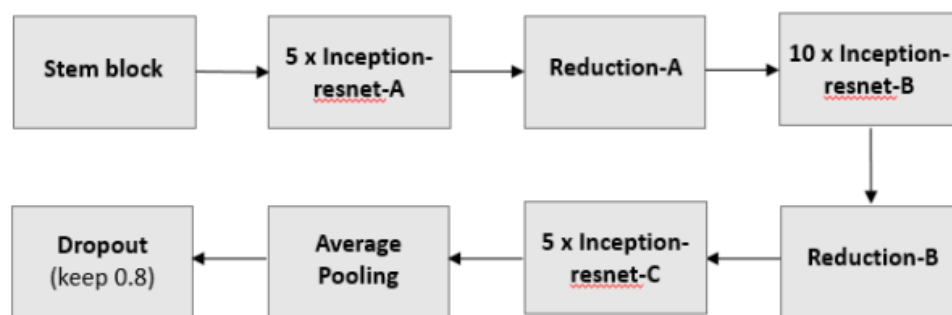 Stem block
5 x Inception-
resnet-A
Reduction-A
10 x Inception-
resnet-B
Reduction-B
5 x Inception-
resnet-C
Average
Pooling
Dropout
(keep 0.8)